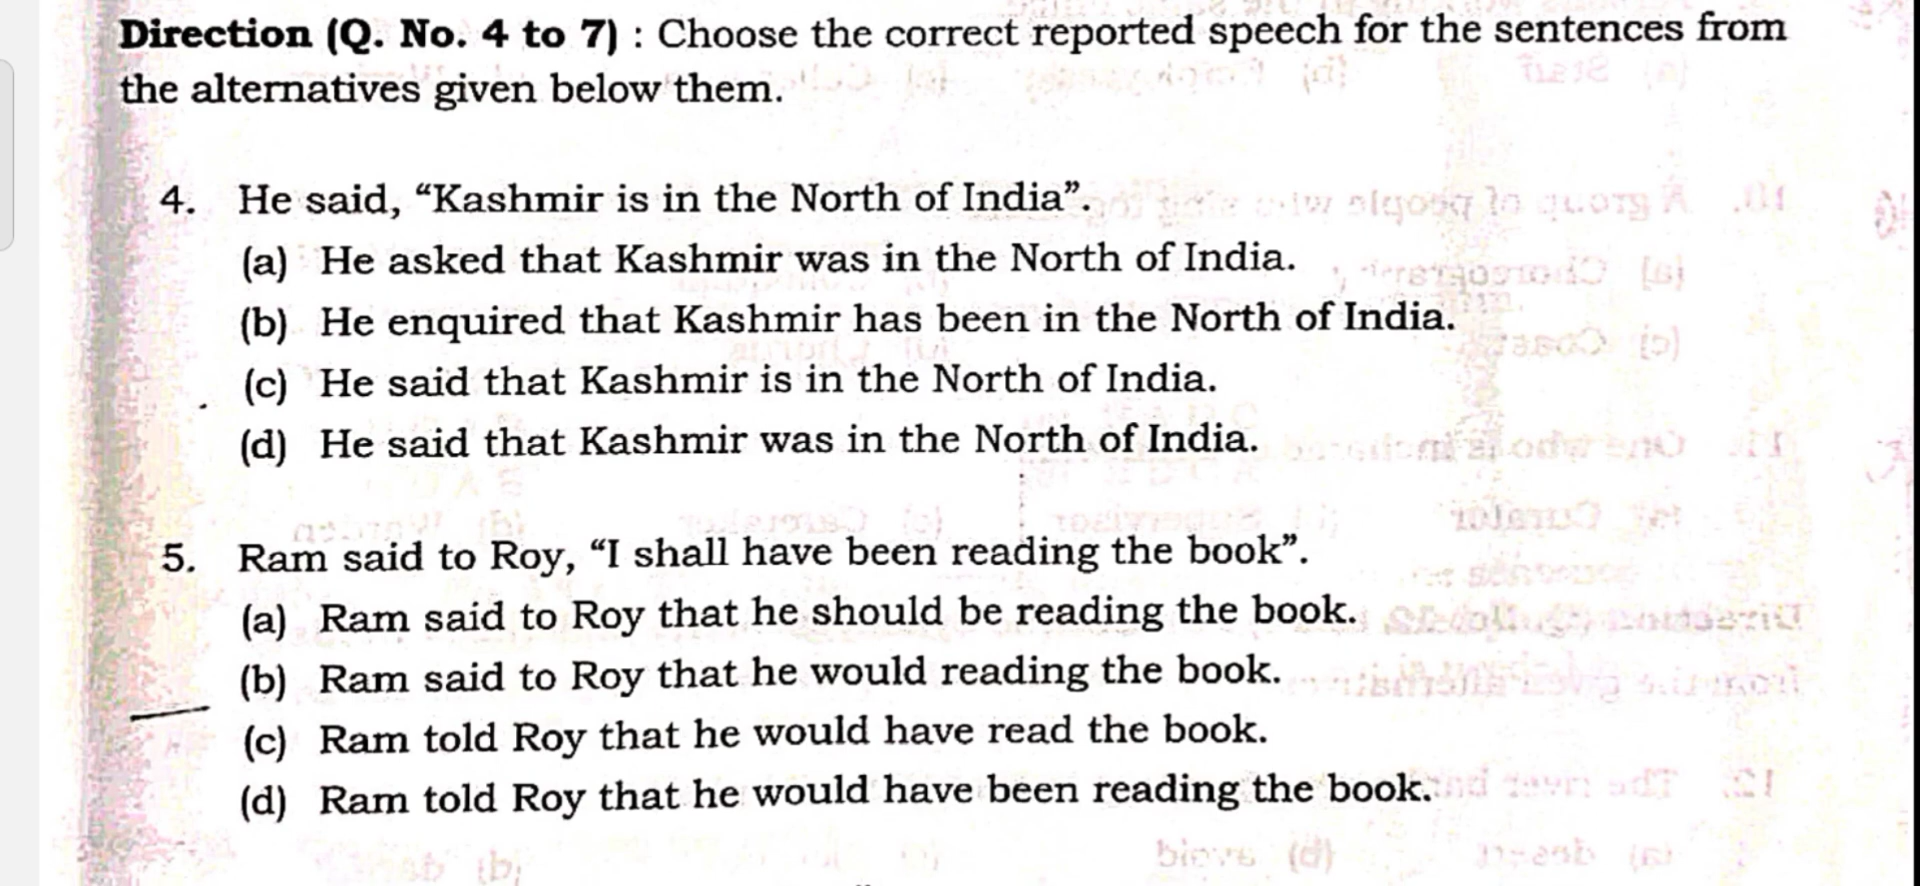 Direction (Q. No. 4 to 7) : Choose the correct reported speech for the sentences from
the alternatives given below them.
4. He said, “Kashmir is in the North of India”.
(a) He asked that Kashmir was in the North of India.
(b) He enquired that Kashmir has been in the North of India.
(c) He said that Kashmir is in the North of India.
(d) He said that Kashmir was in the North of India.
5. Ram said to Roy, “I shall have been reading the book”.
(a) Ram said to Roy that he should be reading the book.
(b) Ram said to Roy that he would reading the book.
(c) Ram told Roy that he would have read the book.
(d) Ram told Roy that he would have been reading the book.